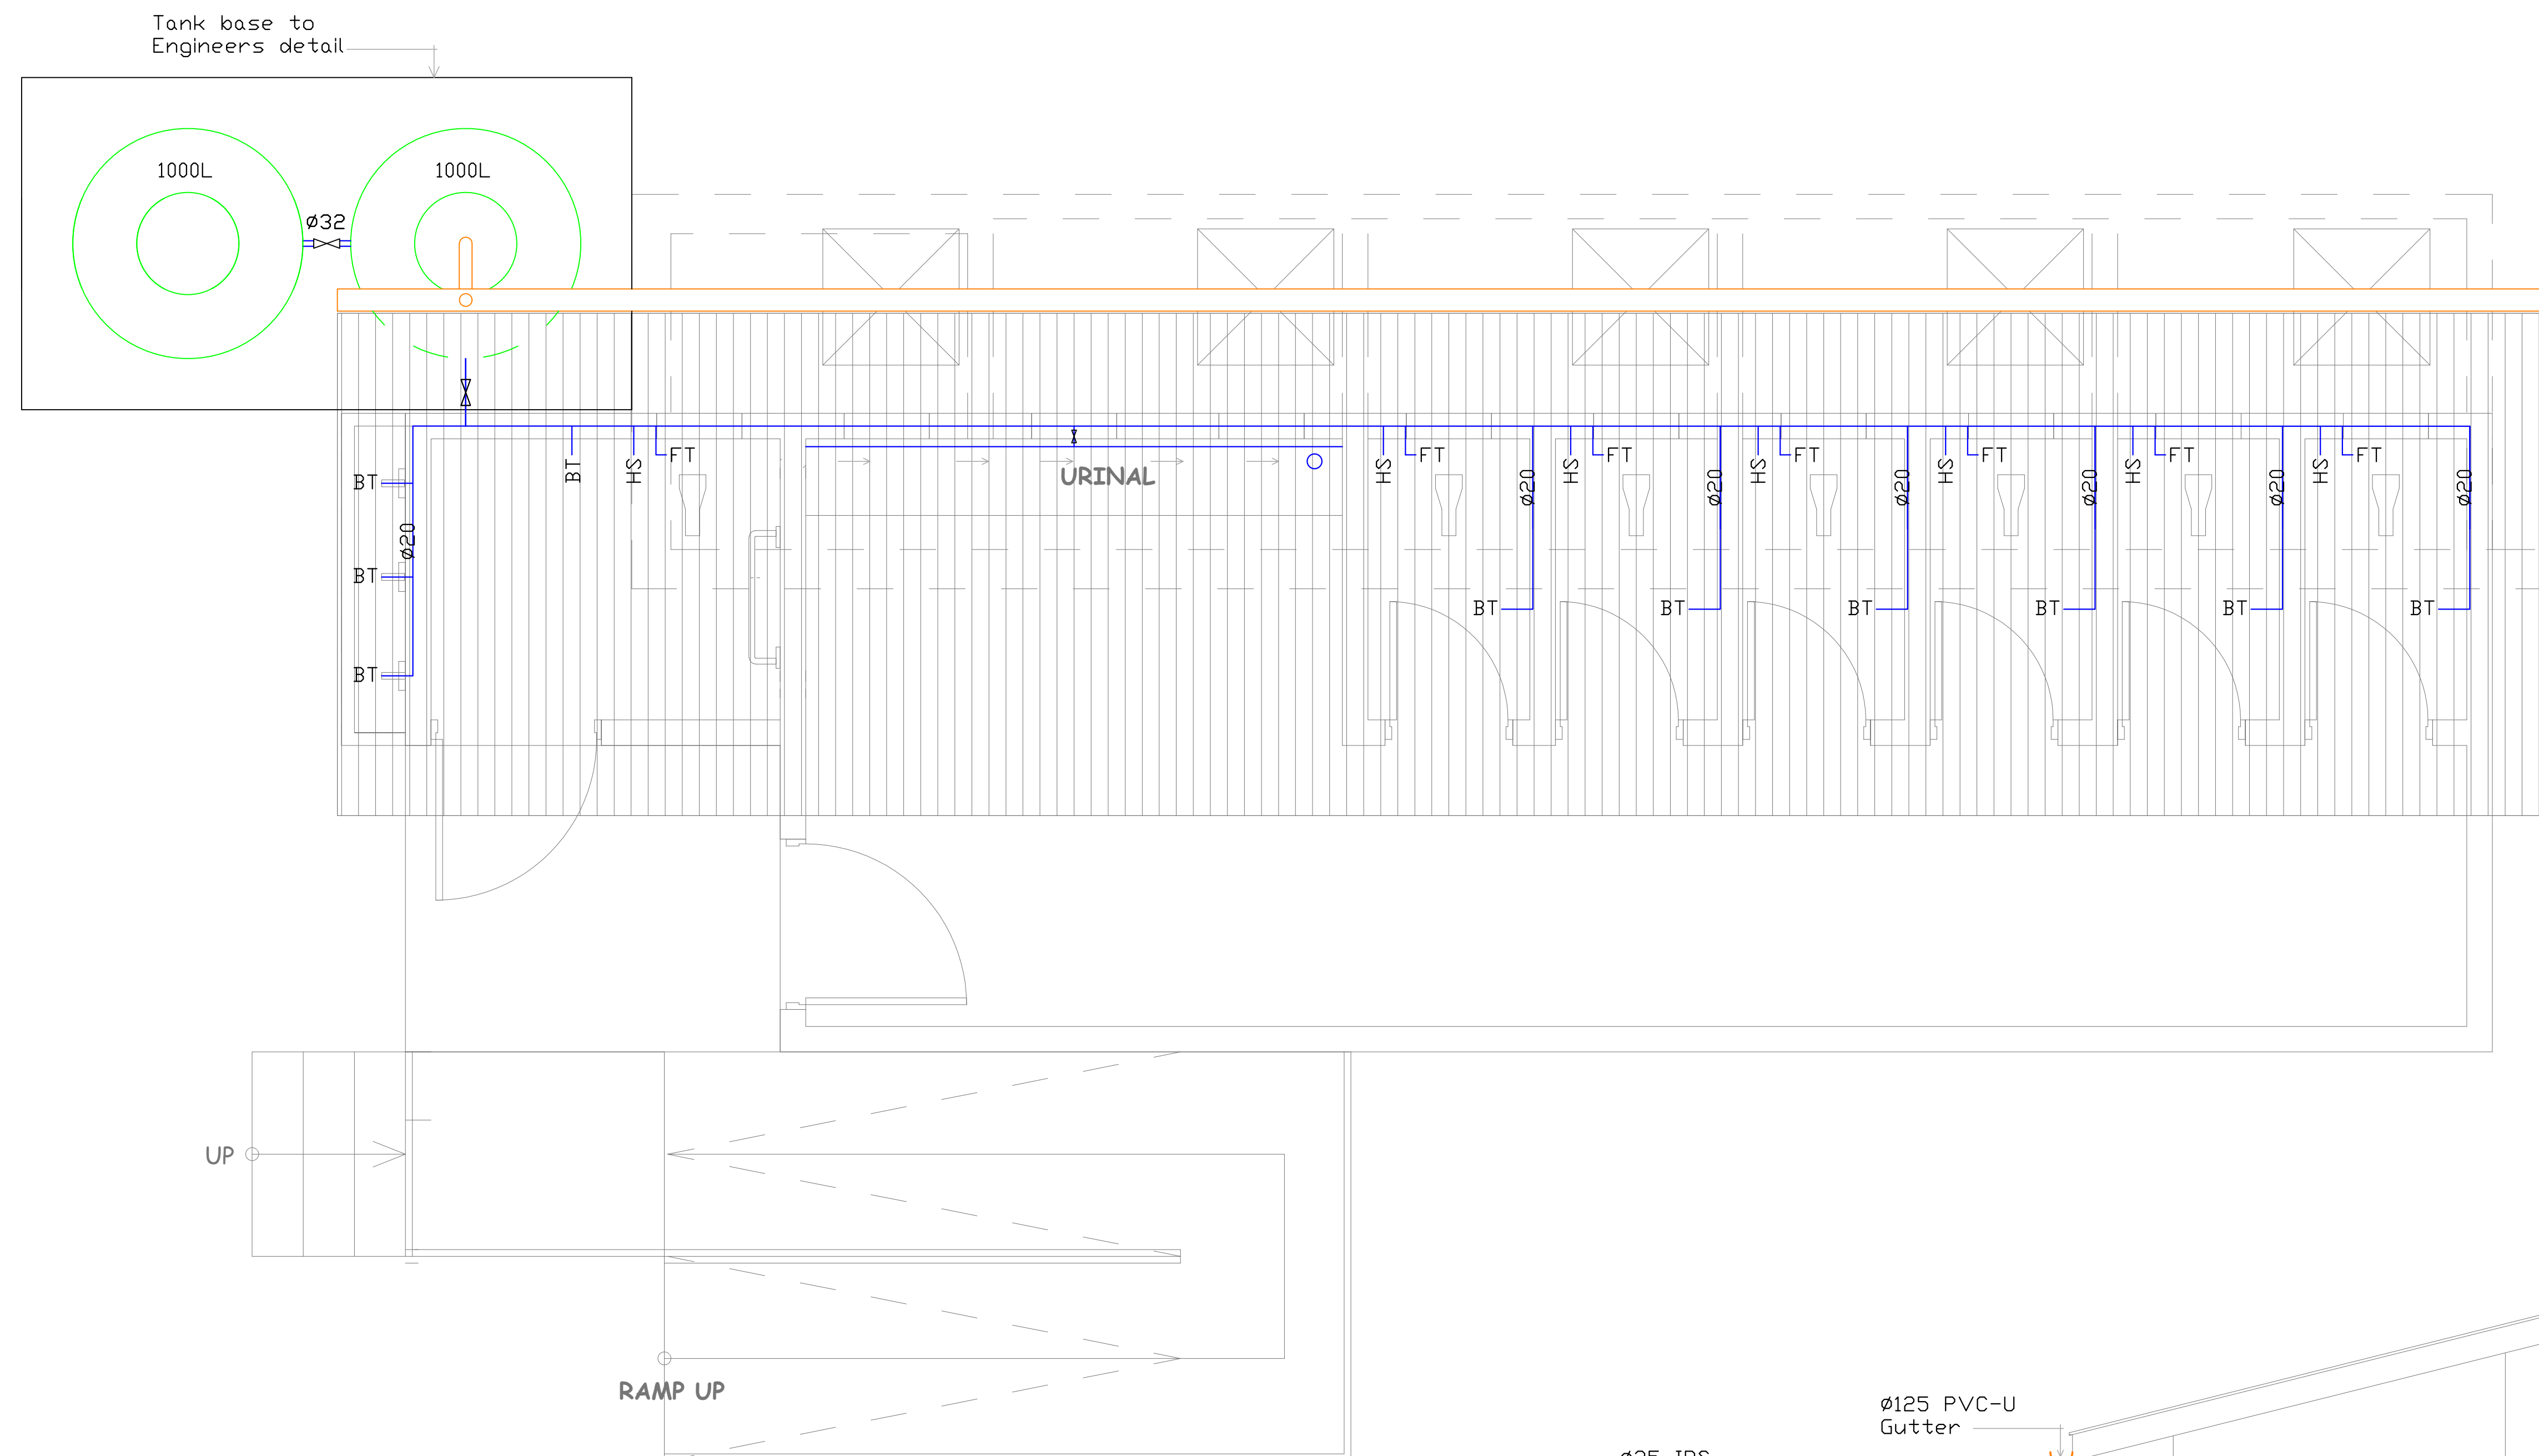 Tank base to
Engineers detail
1000L
1000L
ø32
BT
HS
FT
URINAL
HS
FT
ø20
HS
FT
ø20
HS
FT
ø20
HS
FT
ø20
HS
FT
ø20
HS
FT
ø20
BT
ø20
BT
BT
BT
BT
BT
BT
BT
BT
BT
UP
RAMP UP
ø125 PVC-U
Gutter